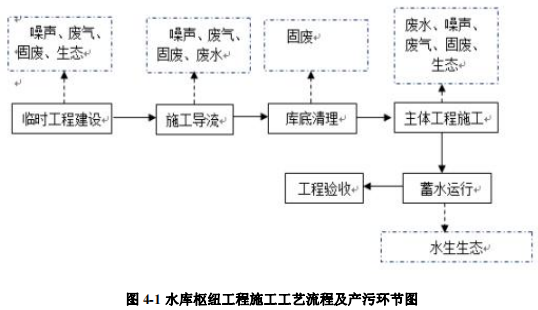 噪声、废气、
固废、生态
噪声、废气、
固废、废水
固废
废水、噪声、
废气、固废、
生态
临时工程建设
施工导流
库底清理
主体工程施工
工程验收
蓄水运行
水生生态
图 4-1 水库枢纽工程施工工艺流程及产污环节图